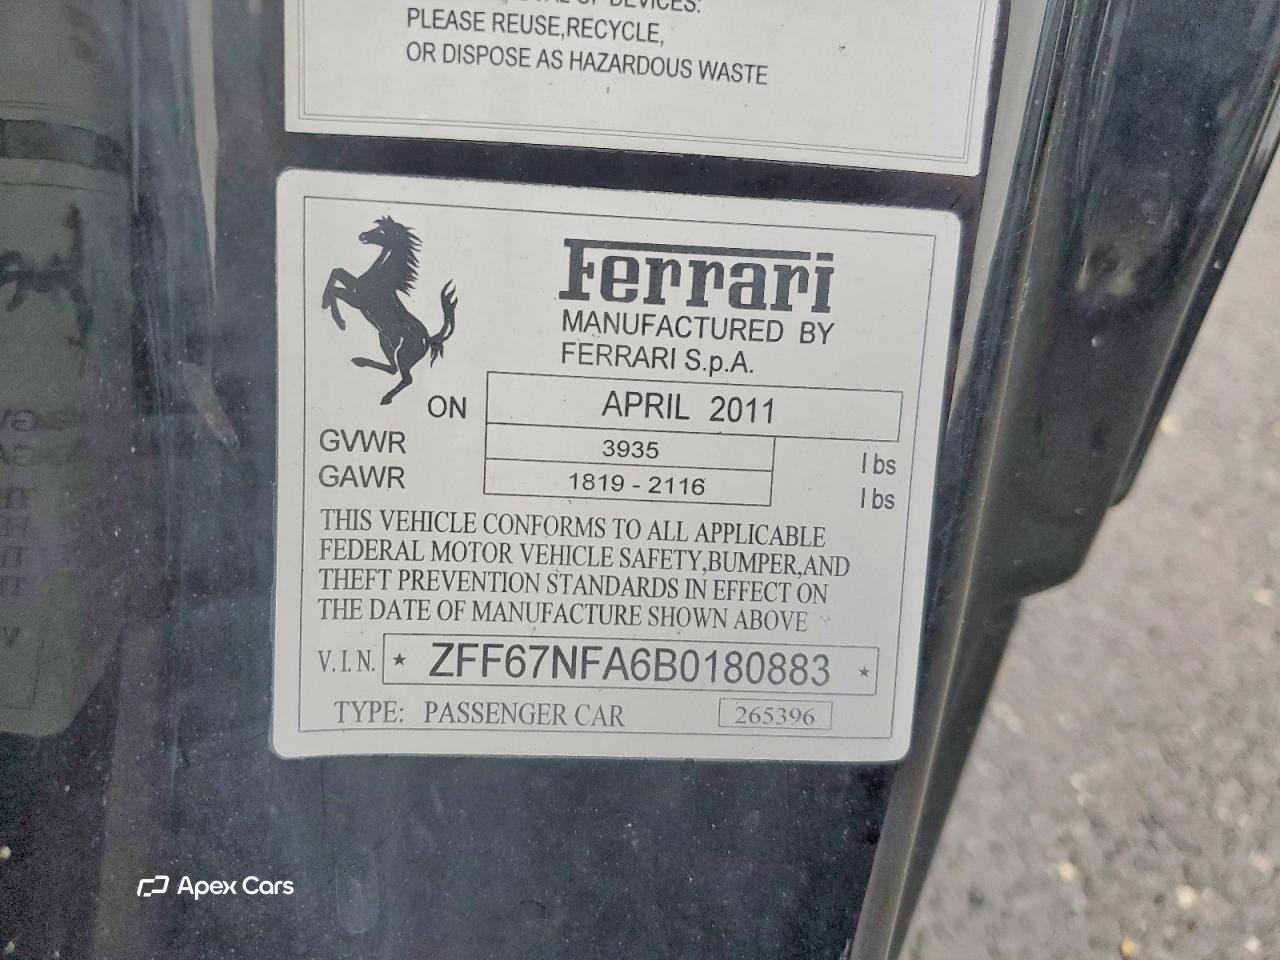 OF DEVICES:
PLEASE REUSE,RECYCLE,
OR DISPOSE AS HAZARDOUS WASTE
Ferrari
MANUFACTURED BY
FERRARI S.p.A.
ON APRIL 2011
GVWR 3935 lbs
GAWR 1819 - 2116 lbs
THIS VEHICLE CONFORMS TO ALL APPLICABLE
FEDERAL MOTOR VEHICLE SAFETY,BUMPER,AND
THEFT PREVENTION STANDARDS IN EFFECT ON
THE DATE OF MANUFACTURE SHOWN ABOVE
V.I.N. ★ ZFF67NFA6B0180883 ★
TYPE: PASSENGER CAR 265396
Apex Cars